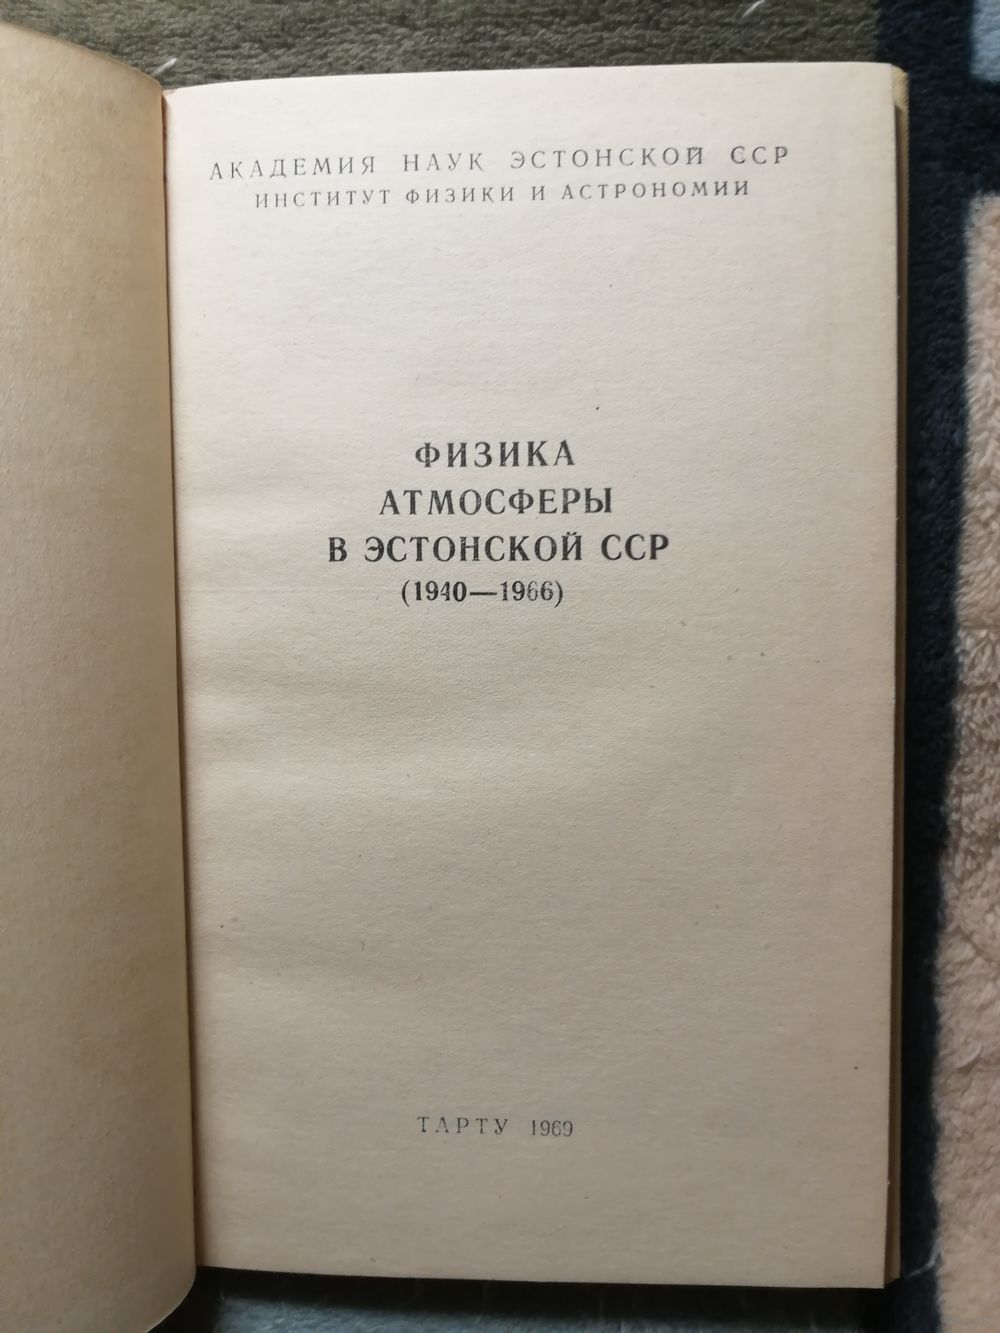 АКАДЕМИЯ НАУК ЭСТОНСКОЙ ССР
ИНСТИТУТ ФИЗИКИ И АСТРОНОМИИ
ФИЗИКА
АТМОСФЕРЫ
В ЭСТОНСКОЙ ССР
(1940—1966)
ТАРТУ 1969